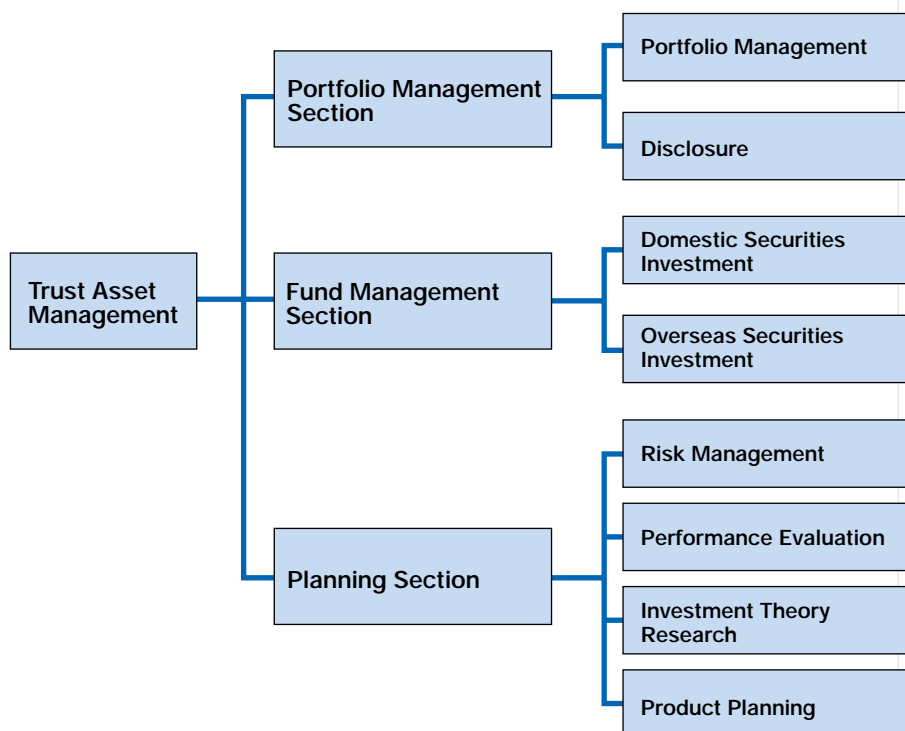 Trust Asset
Management
Portfolio Management
Section
Portfolio Management
Disclosure
Fund Management
Section
Domestic Securities
Investment
Overseas Securities
Investment
Planning Section
Risk Management
Performance Evaluation
Investment Theory
Research
Product Planning